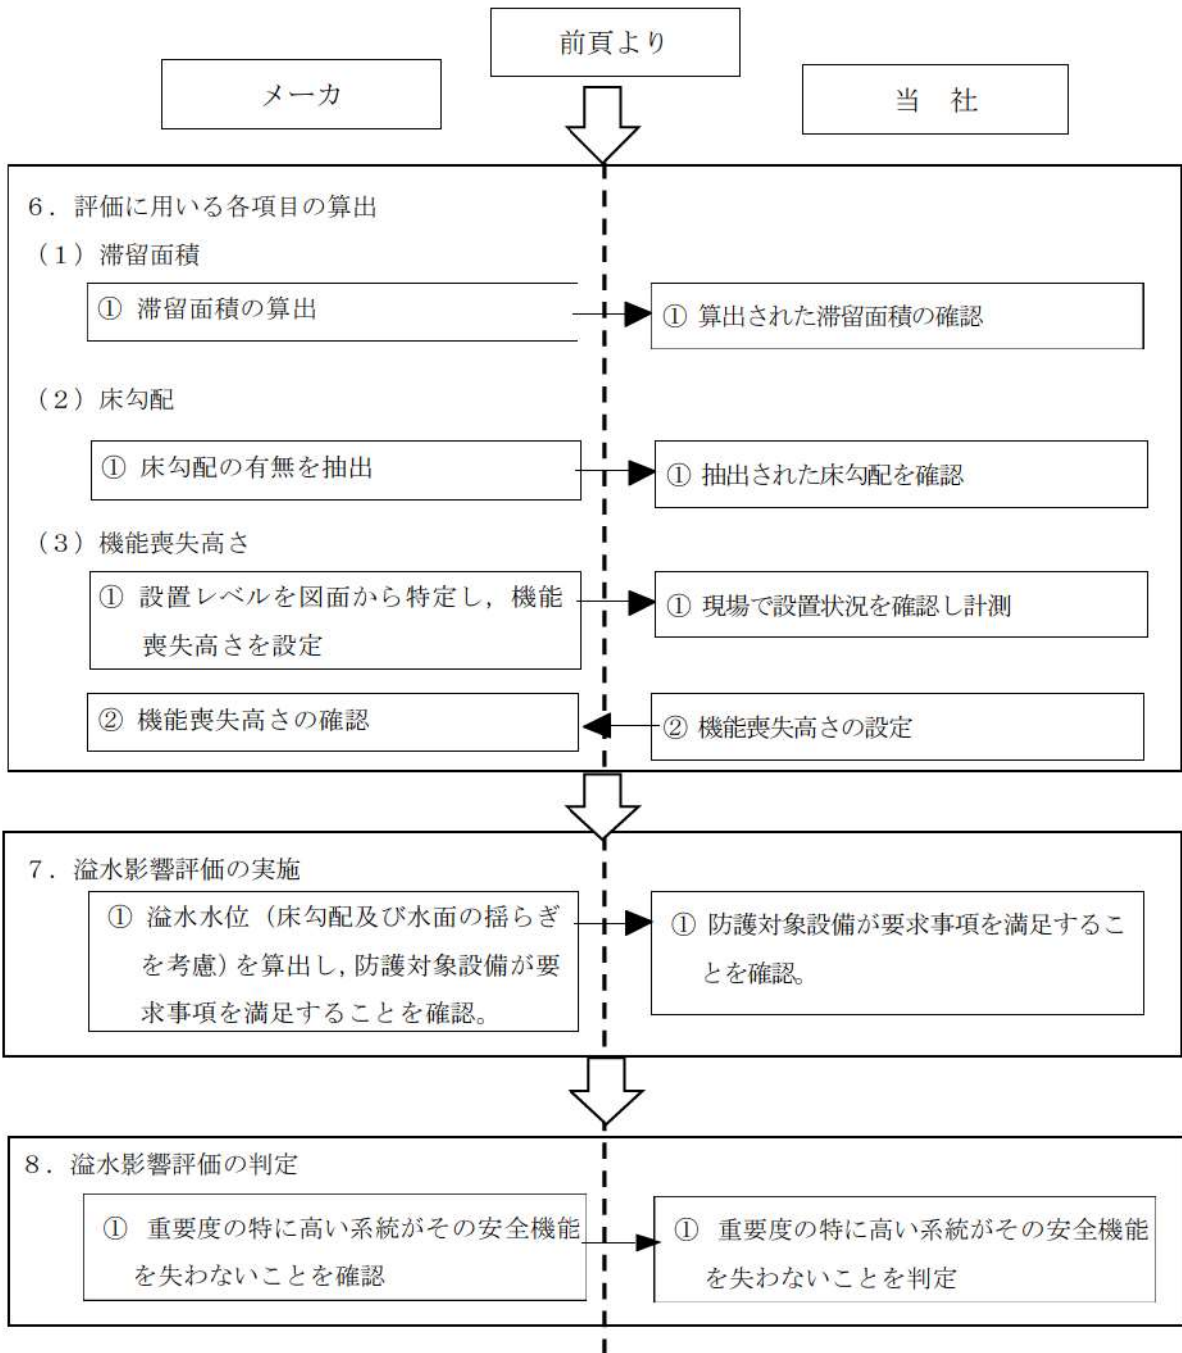 前頁より
メーカ
当　社
６．評価に用いる各項目の算出
（１）滞留面積
① 滞留面積の算出
① 算出された滞留面積の確認
（２）床勾配
① 床勾配の有無を抽出
① 抽出された床勾配を確認
（３）機能喪失高さ
① 設置レベルを図面から特定し，機能
喪失高さを設定
① 現場で設置状況を確認し計測
② 機能喪失高さの確認
② 機能喪失高さの設定
７．溢水影響評価の実施
① 溢水水位（床勾配及び水面の揺らぎ
を考慮）を算出し，防護対象設備が要
求事項を満足することを確認。
① 防護対象設備が要求事項を満足するこ
とを確認。
８．溢水影響評価の判定
① 重要度の特に高い系統がその安全機能
を失わないことを確認
① 重要度の特に高い系統がその安全機能
を失わないことを判定